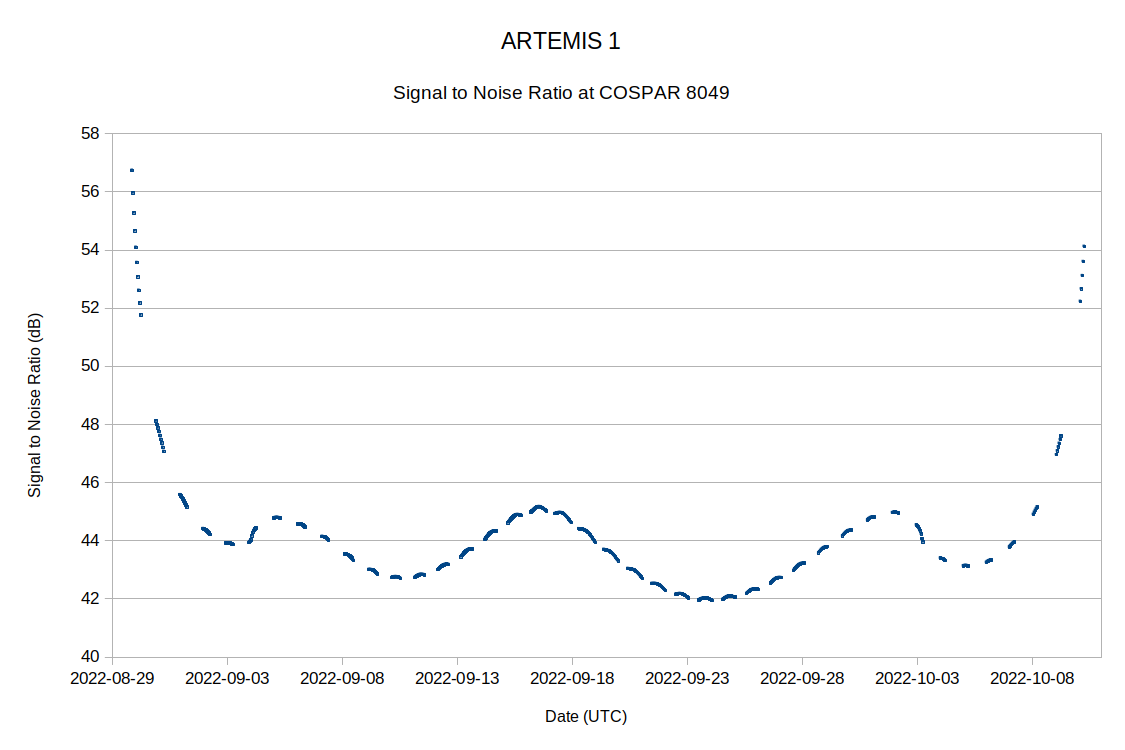 ARTEMIS 1
Signal to Noise Ratio at COSPAR 8049
Signal to Noise Ratio (dB)
58
56
54
52
50
48
46
44
42
40
2022-08-29 2022-09-03 2022-09-08 2022-09-13 2022-09-18 2022-09-23 2022-09-28 2022-10-03 2022-10-08
Date (UTC)